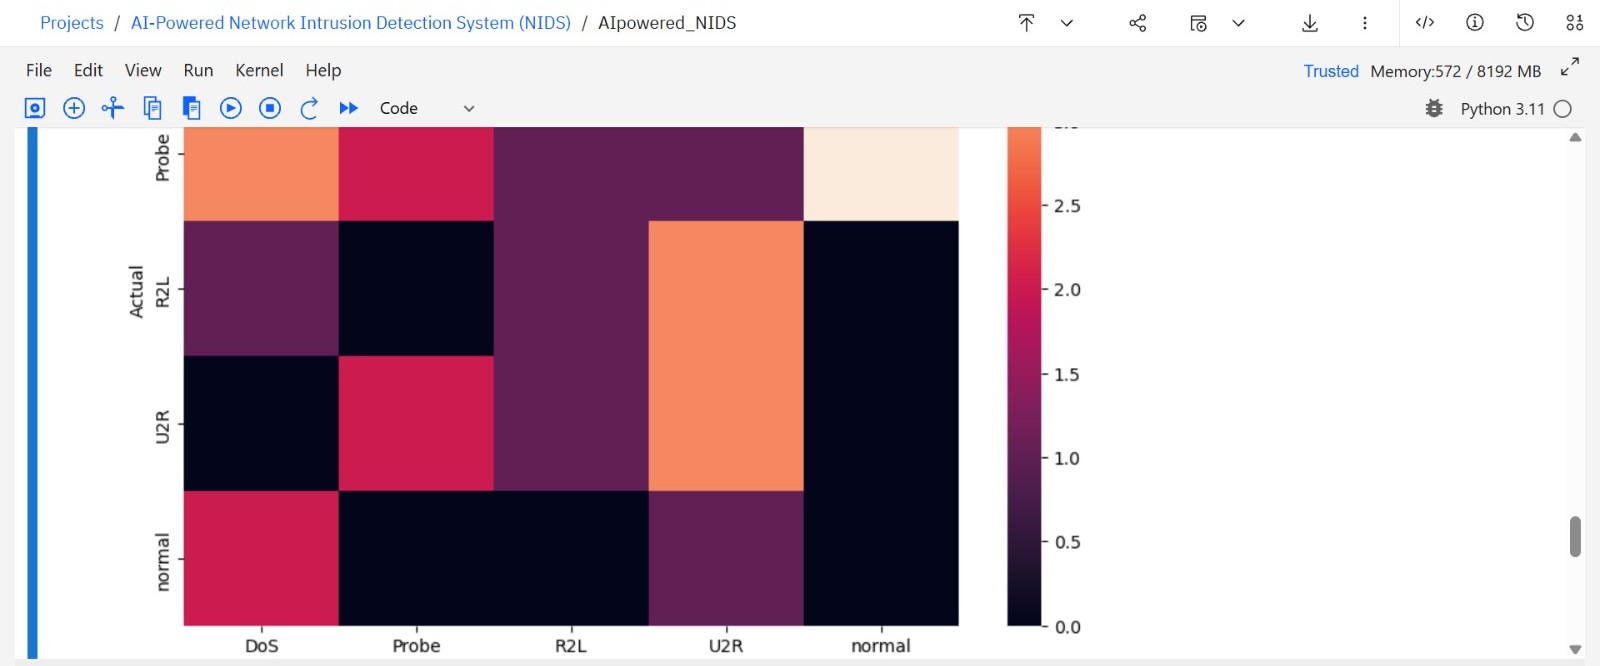 Projects / AI-Powered Network Intrusion Detection System (NIDS) / AIpowered_NIDS
File Edit View Run Kernel Help
Trusted Memory:572 / 8192 MB
Code
Python 3.11
Probe
2.5
Actual
R2L
2.0
1.5
U2R
1.0
0.5
normal
0.0
DoS Probe R2L U2R normal